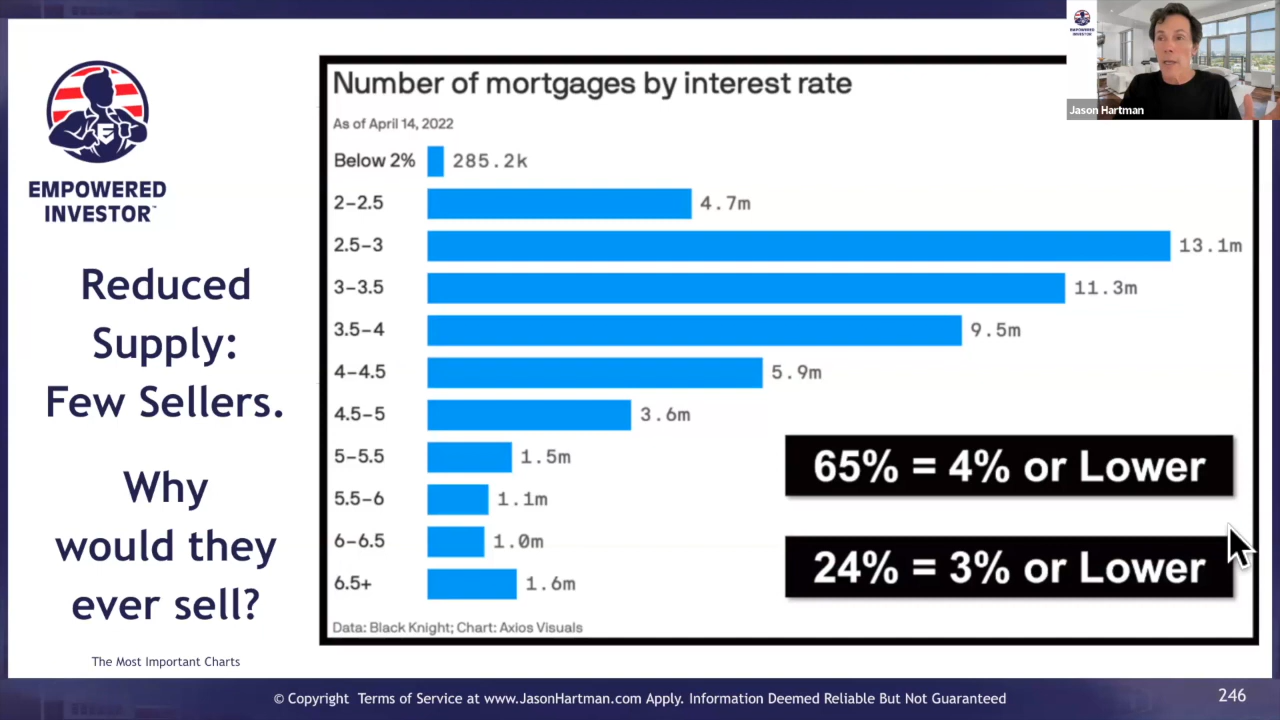 EMPOWERED
INVESTOR™
Reduced
Supply:
Few Sellers.
Why
would they
ever sell?
The Most Important Charts
Number of mortgages by interest rate
As of April 14, 2022
Below 2% 285.2k
2–2.5 4.7m
2.5–3 13.1m
3–3.5 11.3m
3.5–4 9.5m
4–4.5 5.9m
4.5–5 3.6m
5–5.5 1.5m
5.5–6 1.1m
6–6.5 1.0m
6.5+ 1.6m
65% = 4% or Lower
24% = 3% or Lower
Data: Black Knight; Chart: Axios Visuals
EMPOWERED
INVESTOR
Jason Hartman
© Copyright Terms of Service at www.JasonHartman.com Apply. Information Deemed Reliable But Not Guaranteed
246